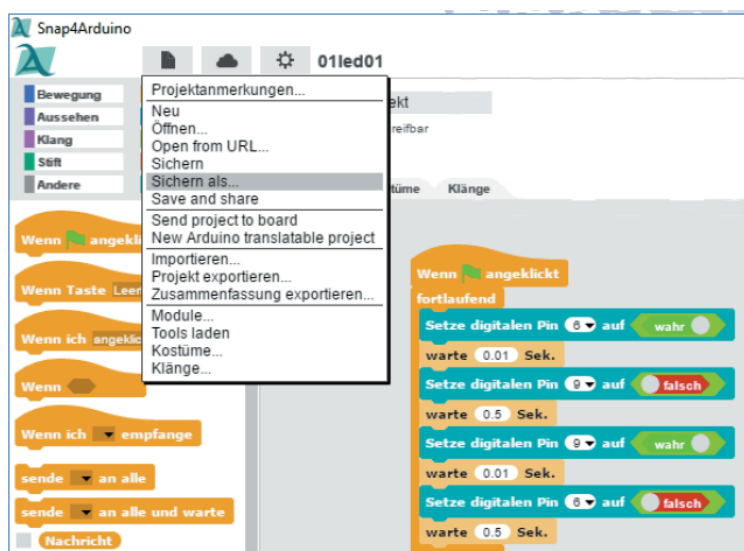 Snap4Arduino
01led01
Bewegung
Aussehen
Klang
Stift
Andere
Projektanmerkungen...
Neu
Öffnen...
Open from URL...
Sichern
Sichern als...
Save and share
Send project to board
New Arduino translatable project
Importieren...
Projekt exportieren...
Zusammenfassung exportieren...
Module...
Tools laden
Kostüme...
Klänge...
Klänge
Wenn angekli
Wenn Taste Leer
Wenn ich angeklic
Wenn
Wenn ich empfange
sende an alle
sende an alle und warte
Nachricht
Wenn angeklickt
fortlaufend
Setze digitalen Pin 6 auf wahr
warte 0.01 Sek.
Setze digitalen Pin 9 auf falsch
warte 0.5 Sek.
Setze digitalen Pin 9 auf wahr
warte 0.01 Sek.
Setze digitalen Pin 6 auf falsch
warte 0.5 Sek.